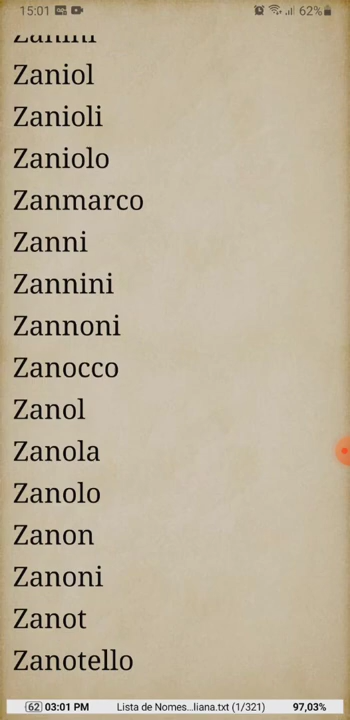 15:01 62%
Zanini
Zaniol
Zanioli
Zaniolo
Zanmarco
Zanni
Zannini
Zannoni
Zanocco
Zanol
Zanola
Zanolo
Zanon
Zanoni
Zanot
Zanotello
62 03:01 PM Lista de Nomes...liana.txt (1/321) 97,03%